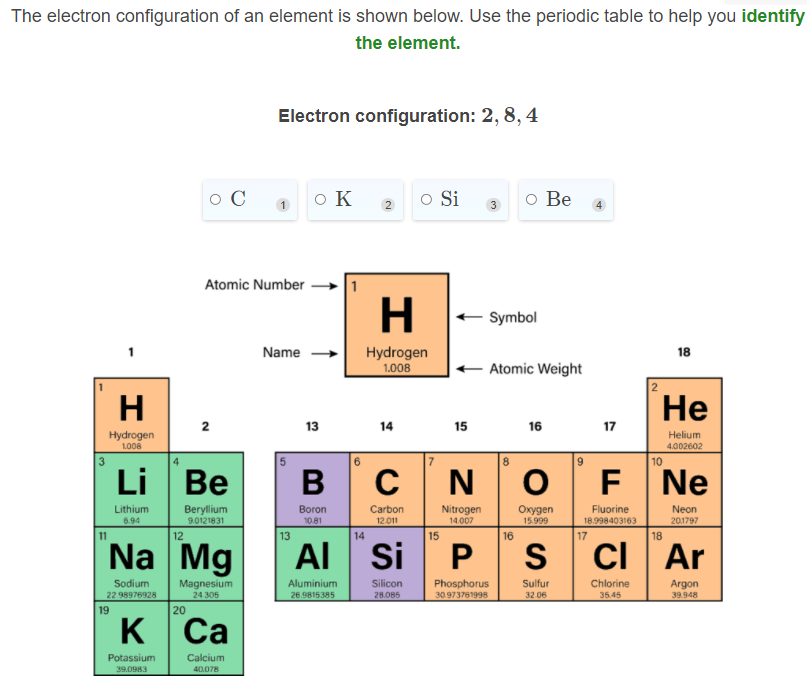 The electron configuration of an element is shown below. Use the periodic table to help you identify
the element.
Electron configuration: 2, 8, 4
C 1 K 2 Si 3 Be 4
Atomic Number
1
H
Hydrogen
1.008
Symbol
Name
Atomic Weight
1
18
1
H
Hydrogen
1.008
2
He
Helium
4.002602
2 13 14 15 16 17
3 4 5 6 7 8 9 10
Li Be B C N O F Ne
Lithium Beryllium Boron Carbon Nitrogen Oxygen Fluorine Neon
6.94 9.0121831 10.81 12.011 14.007 15.999 18.998403163 20.1797
11 12 13 14 15 16 17 18
Na Mg Al Si P S Cl Ar
Sodium Magnesium Aluminium Silicon Phosphorus Sulfur Chlorine Argon
22.98976928 24.305 26.9815385 28.085 30.973761998 32.06 35.45 39.948
19 20
K Ca
Potassium Calcium
39.0983 40.078